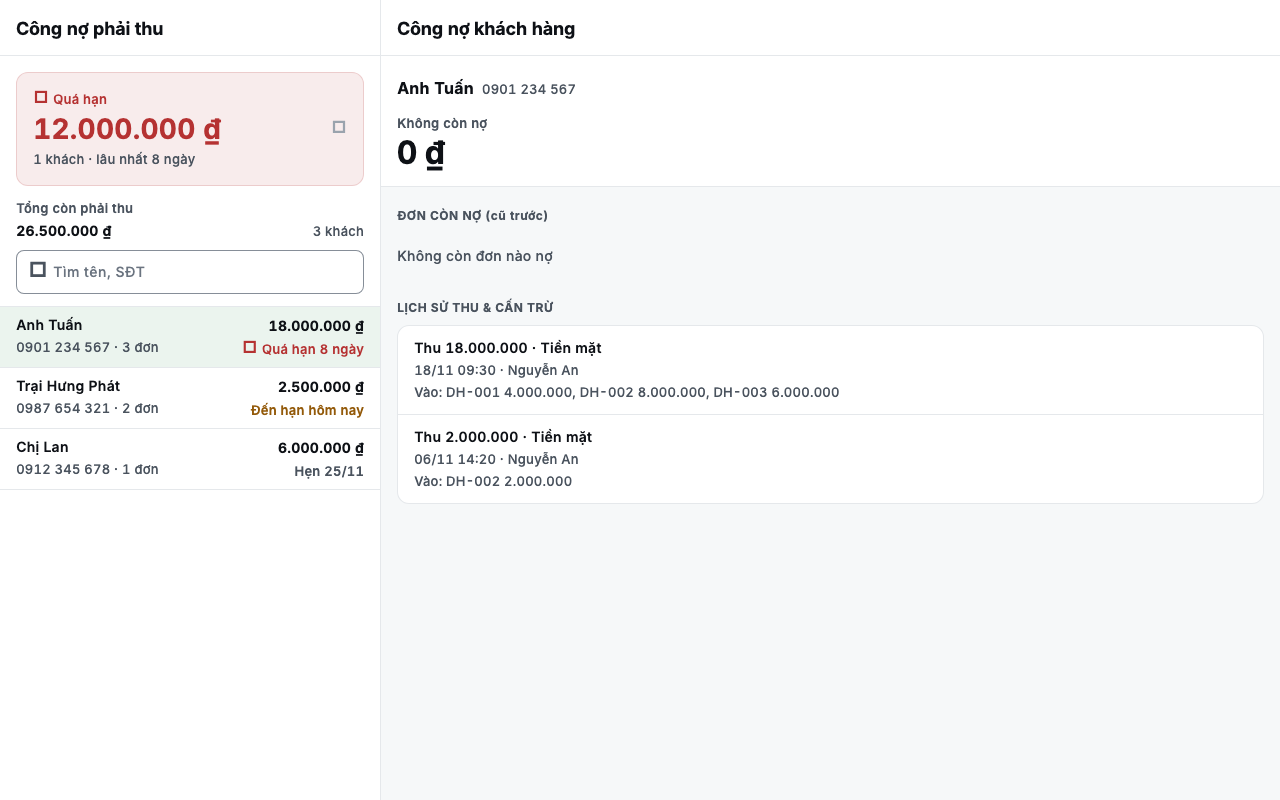 Công nợ phải thu
Quá hạn
12.000.000 ₫
1 khách · lâu nhất 8 ngày
Tổng còn phải thu
26.500.000 ₫ 3 khách
Tìm tên, SĐT
Anh Tuấn 18.000.000 ₫
0901 234 567 · 3 đơn Quá hạn 8 ngày
Trại Hưng Phát 2.500.000 ₫
0987 654 321 · 2 đơn Đến hạn hôm nay
Chị Lan 6.000.000 ₫
0912 345 678 · 1 đơn Hẹn 25/11
Công nợ khách hàng
Anh Tuấn 0901 234 567
Không còn nợ
0 ₫
ĐƠN CÒN NỢ (cũ trước)
Không còn đơn nào nợ
LỊCH SỬ THU & CẤN TRỪ
Thu 18.000.000 · Tiền mặt
18/11 09:30 · Nguyễn An
Vào: DH-001 4.000.000, DH-002 8.000.000, DH-003 6.000.000
Thu 2.000.000 · Tiền mặt
06/11 14:20 · Nguyễn An
Vào: DH-002 2.000.000